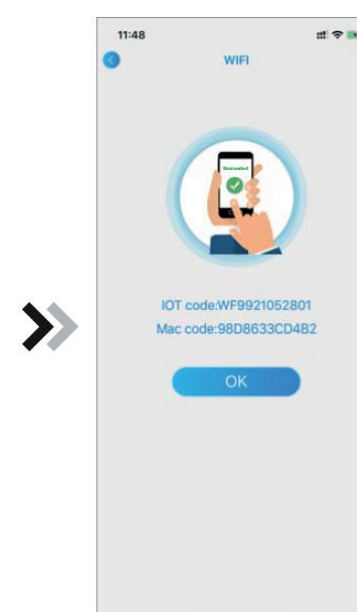 11:48
WIFI
Succeeded
IOT code:WF9921052801
Mac code:98D8633CD4B2
OK